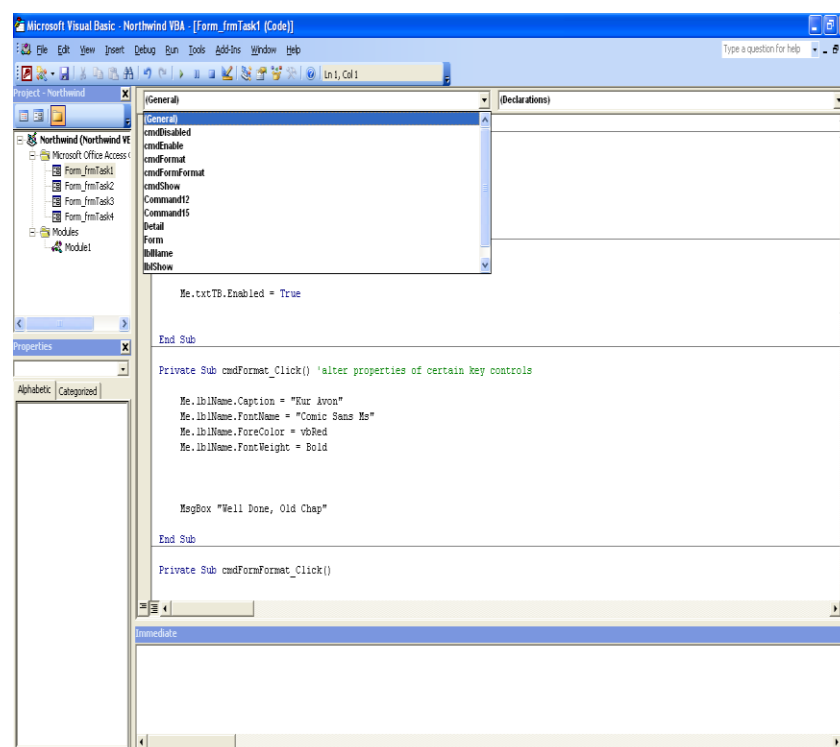 Microsoft Visual Basic - Northwind VBA - [Form_frmTask1 (Code)]
File Edit View Insert Debug Run Tools Add-Ins Window Help
Type a question for help
Ln 1, Col 1
Project - Northwind
Northwind (Northwind VB
Microsoft Office Access C
Form_frmTask1
Form_frmTask2
Form_frmTask3
Form_frmTask4
Modules
Module1
Properties
Alphabetic Categorized
(General) (Declarations)
(General)
cmdDisabled
cmdEnable
cmdFormat
cmdFormFormat
cmdShow
Command12
Command15
Detail
Form
lblName
lblShow
Me.txtTB.Enabled = True
End Sub
Private Sub cmdFormat_Click() 'alter properties of certain key controls
Me.lblName.Caption = "Kur Avon"
Me.lblName.FontName = "Comic Sans Ms"
Me.lblName.ForeColor = vbRed
Me.lblName.FontWeight = Bold
MsgBox "Well Done, Old Chap"
End Sub
Private Sub cmdFormFormat_Click()
Immediate